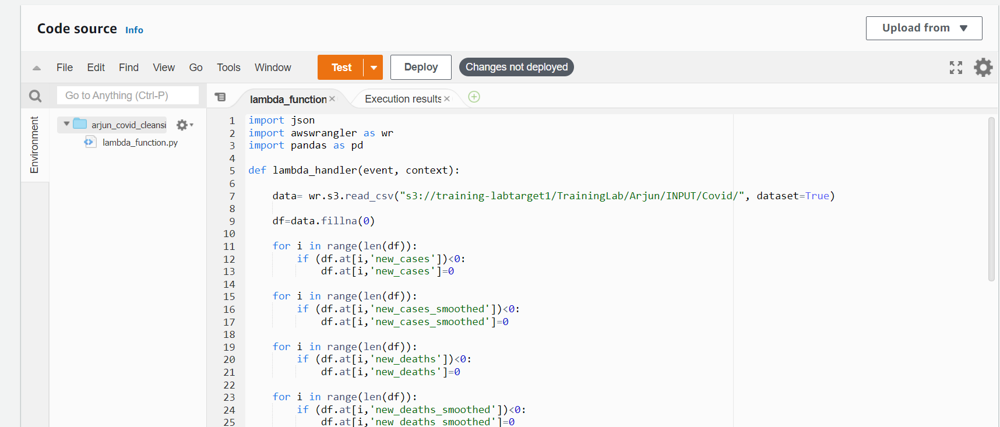 Code source Info
Upload from
File Edit Find View Go Tools Window Test Deploy Changes not deployed
Go to Anything (Ctrl-P)
lambda_function
Execution results
Environment
arjun_covid_cleansi
lambda_function.py
1 import json
2 import awswrangler as wr
3 import pandas as pd
4
5 def lambda_handler(event, context):
6
7 data= wr.s3.read_csv("s3://training-labtarget1/TrainingLab/Arjun/INPUT/Covid/", dataset=True)
8
9 df=data.fillna(0)
10
11 for i in range(len(df)):
12 if (df.at[i,'new_cases'])<0:
13 df.at[i,'new_cases']=0
14
15 for i in range(len(df)):
16 if (df.at[i,'new_cases_smoothed'])<0:
17 df.at[i,'new_cases_smoothed']=0
18
19 for i in range(len(df)):
20 if (df.at[i,'new_deaths'])<0:
21 df.at[i,'new_deaths']=0
22
23 for i in range(len(df)):
24 if (df.at[i,'new_deaths_smoothed'])<0:
25 df.at[i,'new_deaths_smoothed']=0